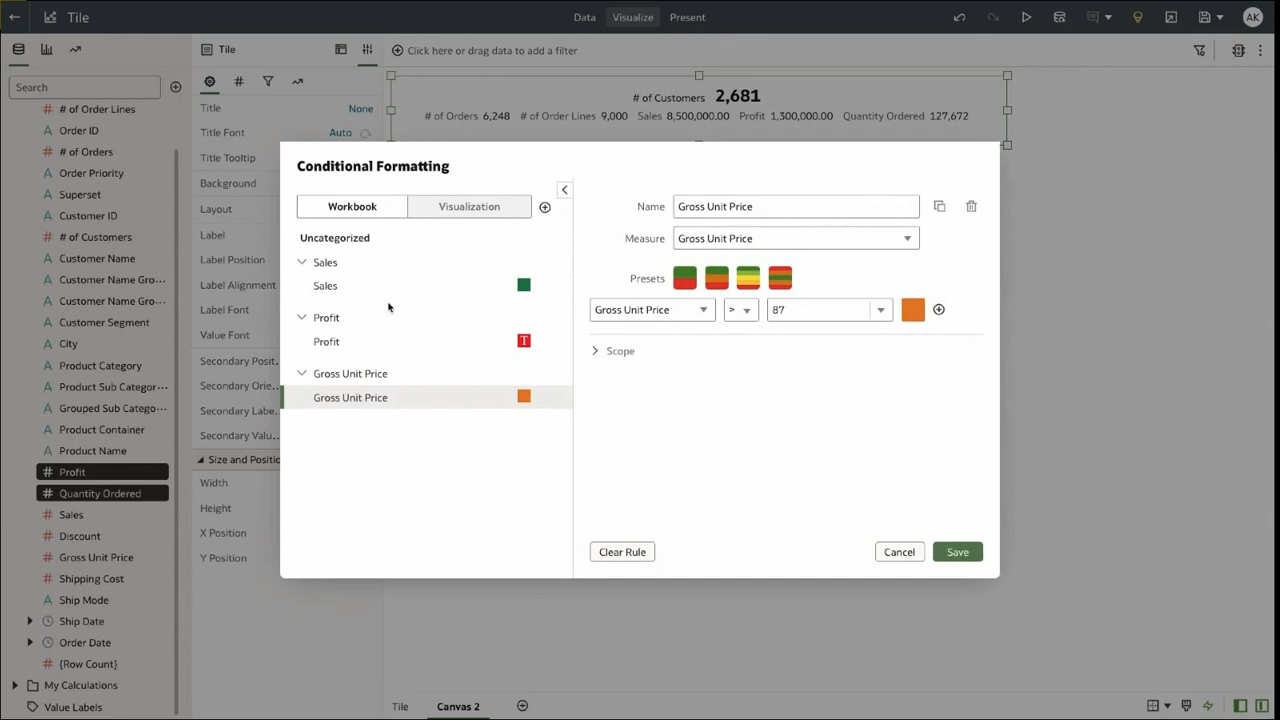 Tile
Data
Visualize
Present
AK
Search
# of Order Lines
Order ID
# of Orders
Order Priority
Superset
Customer ID
# of Customers
Customer Name
Customer Name Gro...
Customer Name Gro...
Customer Segment
City
Product Category
Product Sub Categor...
Grouped Sub Catego...
Product Container
Product Name
Profit
Quantity Ordered
Sales
Discount
Gross Unit Price
Shipping Cost
Ship Mode
Ship Date
Order Date
{Row Count}
My Calculations
Value Labels
Tile
Title None
Title Font Auto
Title Tooltip
Background
Layout
Label
Label Position
Label Alignment
Label Font
Value Font
Secondary Posit...
Secondary Orie...
Secondary Labe...
Secondary Valu...
Size and Positio
Width
Height
X Position
Y Position
Click here or drag data to add a filter
# of Customers 2,681
# of Orders 6,248 # of Order Lines 9,000 Sales 8,500,000.00 Profit 1,300,000.00 Quantity Ordered 127,672
Conditional Formatting
Workbook Visualization
Uncategorized
Sales
Sales
Profit
Profit T
Gross Unit Price
Gross Unit Price
Name Gross Unit Price
Measure Gross Unit Price
Presets
Gross Unit Price > 87
Scope
Clear Rule Cancel Save
Tile Canvas 2